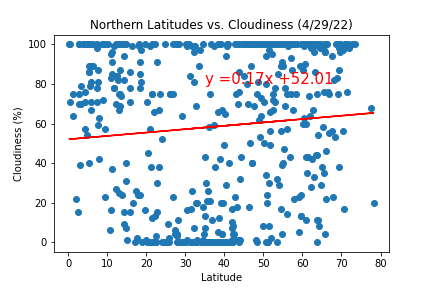 Northern Latitudes vs. Cloudiness (4/29/22)
100
80
60
40
20
0
Cloudiness (%)
y =0.17x +52.01
0 10 20 30 40 50 60 70 80
Latitude